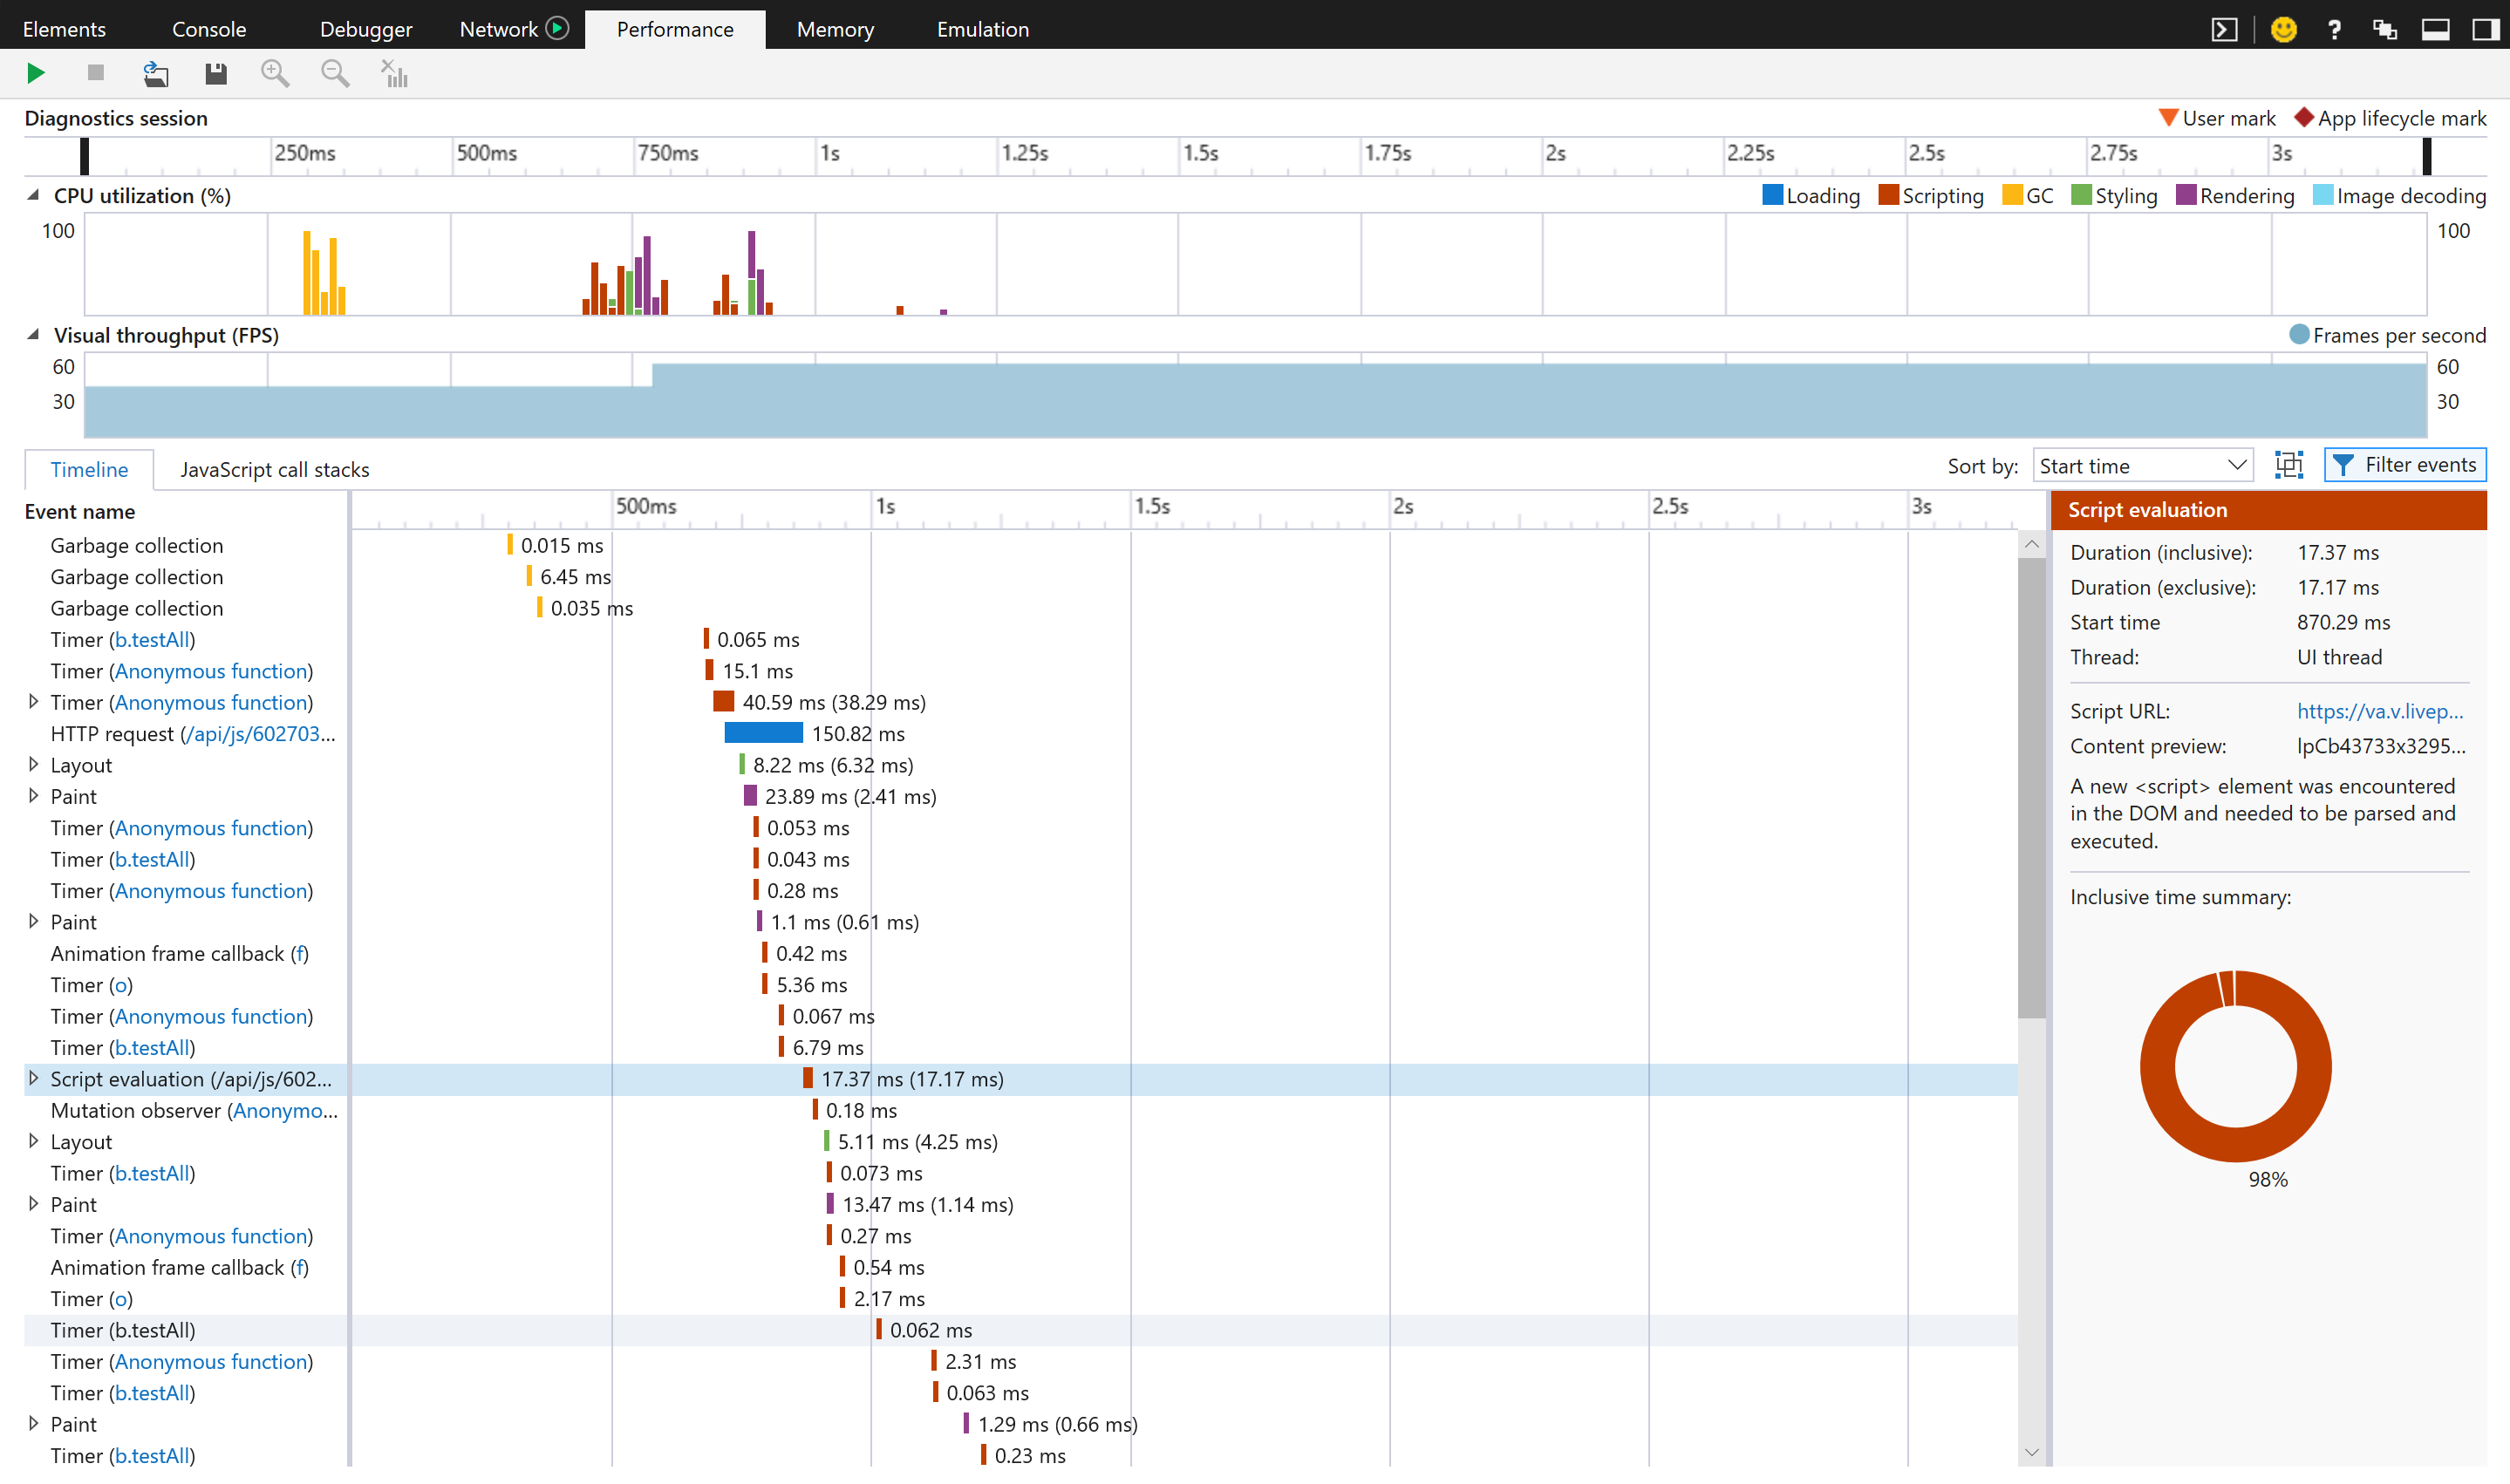 Elements Console Debugger Network Performance Memory Emulation ?
Diagnostics session User mark App lifecycle mark
250ms 500ms 750ms 1s 1.25s 1.5s 1.75s 2s 2.25s 2.5s 2.75s 3s
CPU utilization (%) Loading Scripting GC Styling Rendering Image decoding
100 100
Visual throughput (FPS) Frames per second
60 60
30 30
Timeline JavaScript call stacks Sort by: Start time Filter events
Event name 500ms 1s 1.5s 2s 2.5s 3s
Garbage collection 0.015 ms
Garbage collection 6.45 ms
Garbage collection 0.035 ms
Timer (b.testAll) 0.065 ms
Timer (Anonymous function) 15.1 ms
Timer (Anonymous function) 40.59 ms (38.29 ms)
HTTP request (/api/js/602703... 150.82 ms
Layout 8.22 ms (6.32 ms)
Paint 23.89 ms (2.41 ms)
Timer (Anonymous function) 0.053 ms
Timer (b.testAll) 0.043 ms
Timer (Anonymous function) 0.28 ms
Paint 1.1 ms (0.61 ms)
Animation frame callback (f) 0.42 ms
Timer (o) 5.36 ms
Timer (Anonymous function) 0.067 ms
Timer (b.testAll) 6.79 ms
Script evaluation (/api/js/602... 17.37 ms (17.17 ms)
Mutation observer (Anonymo... 0.18 ms
Layout 5.11 ms (4.25 ms)
Timer (b.testAll) 0.073 ms
Paint 13.47 ms (1.14 ms)
Timer (Anonymous function) 0.27 ms
Animation frame callback (f) 0.54 ms
Timer (o) 2.17 ms
Timer (b.testAll) 0.062 ms
Timer (Anonymous function) 2.31 ms
Timer (b.testAll) 0.063 ms
Paint 1.29 ms (0.66 ms)
Timer (b.testAll) 0.23 ms
Script evaluation
Duration (inclusive): 17.37 ms
Duration (exclusive): 17.17 ms
Start time 870.29 ms
Thread: UI thread
Script URL: https://va.v.livep...
Content preview: lpCb43733x3295...
A new <script> element was encountered
in the DOM and needed to be parsed and
executed.
Inclusive time summary:
98%